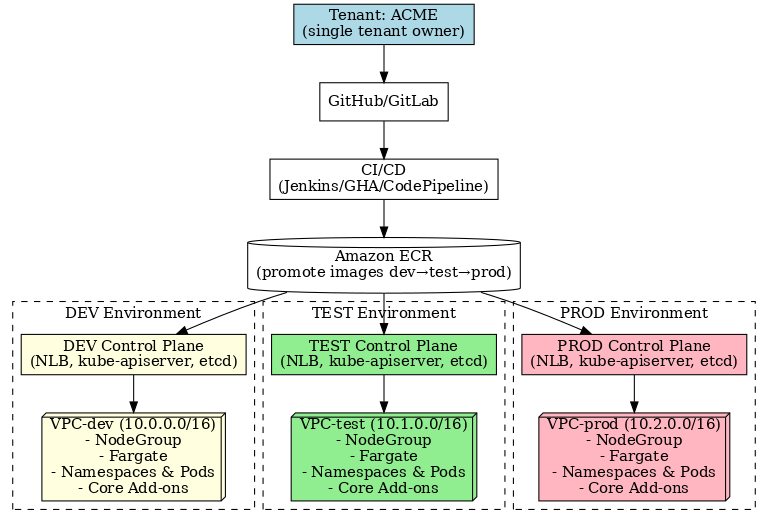 Tenant: ACME
(single tenant owner)
GitHub/GitLab
CI/CD
(Jenkins/GHA/CodePipeline)
Amazon ECR
(promote images dev→test→prod)
DEV Environment
DEV Control Plane
(NLB, kube-apiserver, etcd)
VPC-dev (10.0.0.0/16)
- NodeGroup
- Fargate
- Namespaces & Pods
- Core Add-ons
TEST Environment
TEST Control Plane
(NLB, kube-apiserver, etcd)
VPC-test (10.1.0.0/16)
- NodeGroup
- Fargate
- Namespaces & Pods
- Core Add-ons
PROD Environment
PROD Control Plane
(NLB, kube-apiserver, etcd)
VPC-prod (10.2.0.0/16)
- NodeGroup
- Fargate
- Namespaces & Pods
- Core Add-ons